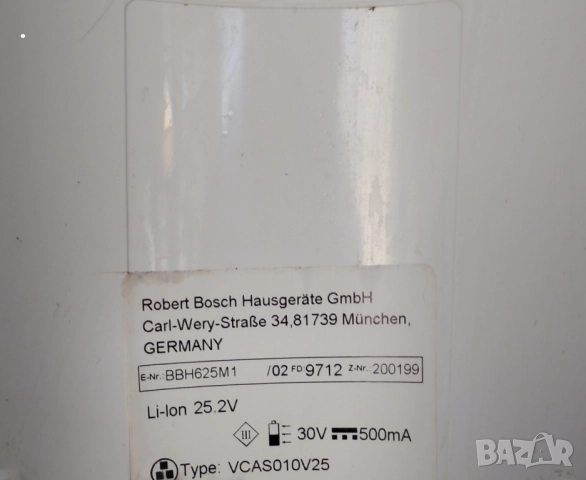 Robert Bosch Hausgeräte GmbH
Carl-Wery-Straße 34,81739 München,
GERMANY
E-Nr.:BBH625M1 /02 FD:9712 Z-Nr.:200199
Li-Ion 25.2V
III 30V 500mA
Type: VCAS010V25
BAZAR